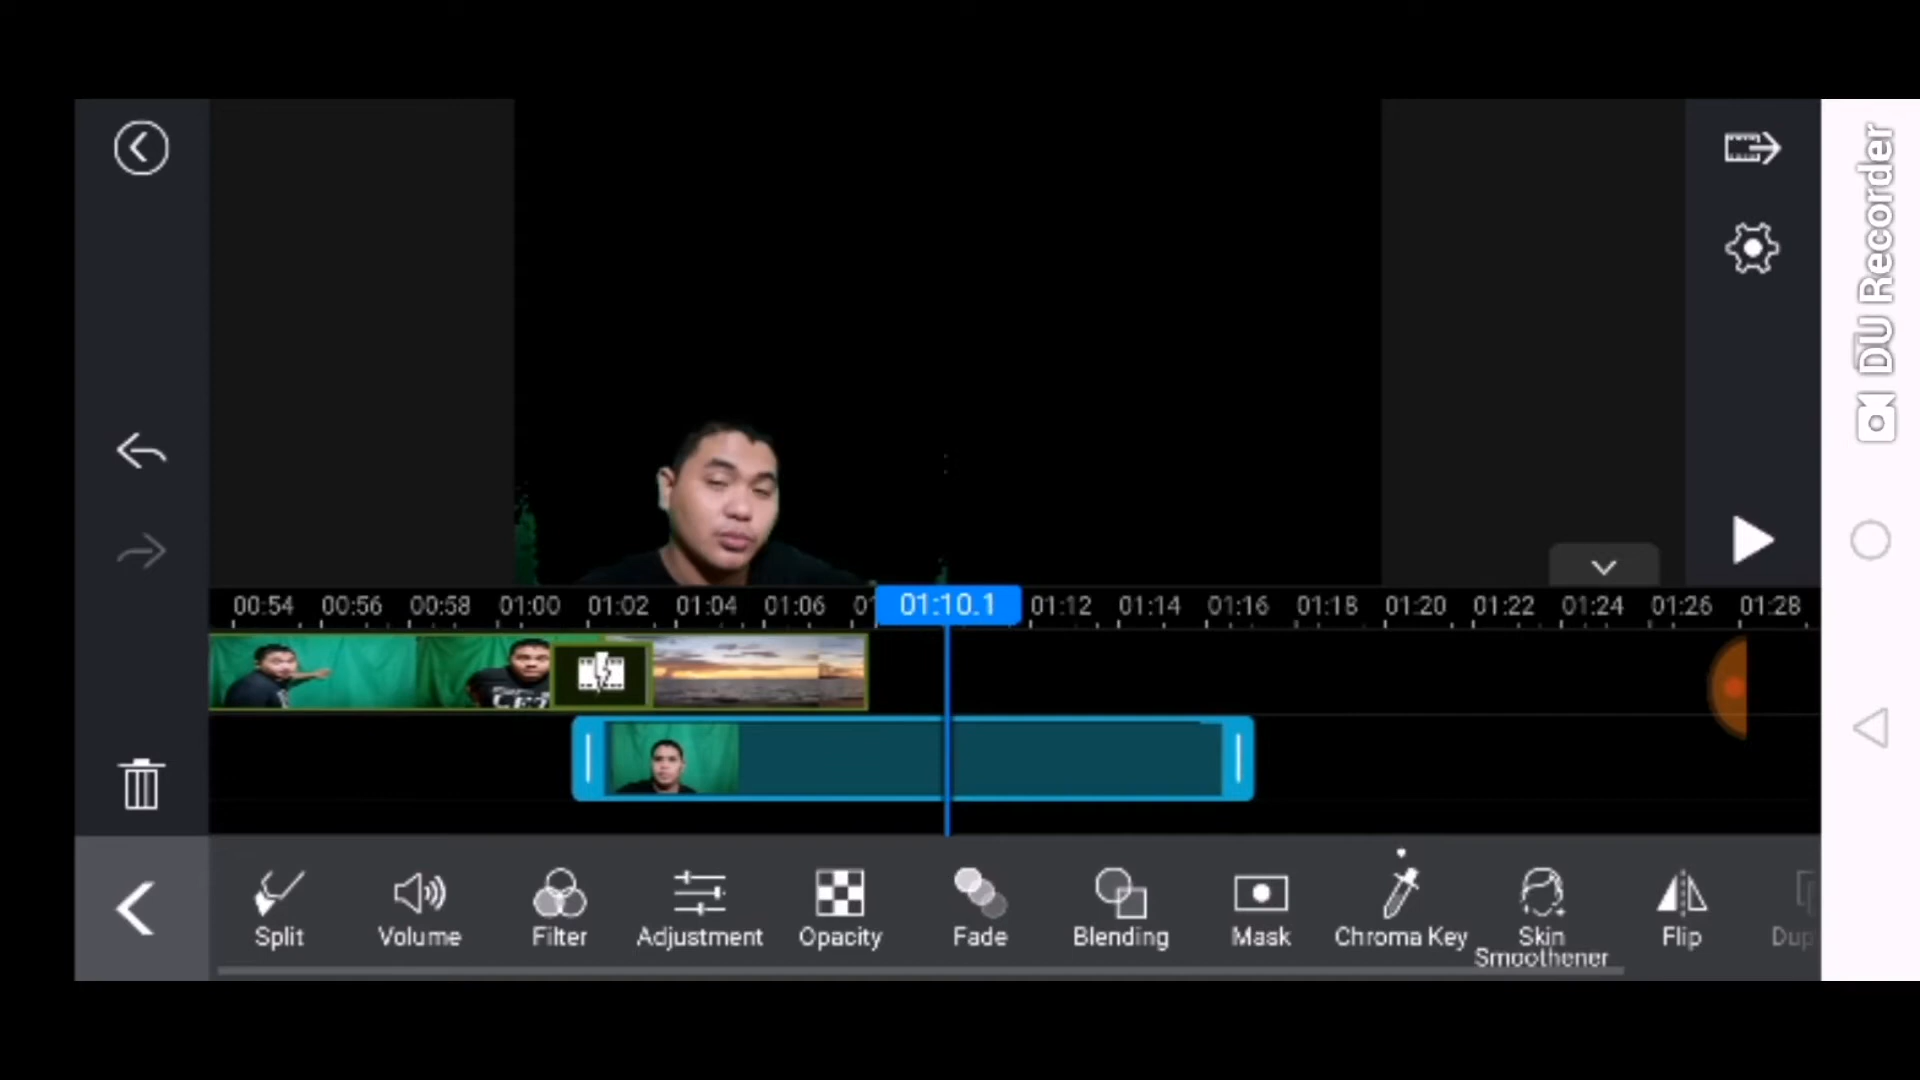 DU Recorder
00:54 00:56 00:58 01:00 01:02 01:04 01:06 01:10.1 01:12 01:14 01:16 01:18 01:20 01:22 01:24 01:26 01:28
Split Volume Filter Adjustment Opacity Fade Blending Mask Chroma Key Skin Smoothener Flip